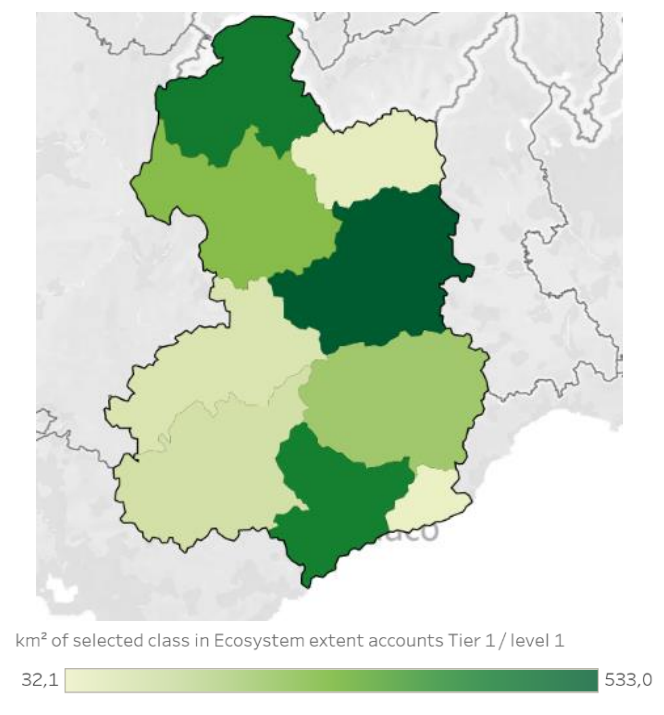 km² of selected class in Ecosystem extent accounts Tier 1 / level 1
32,1
533,0